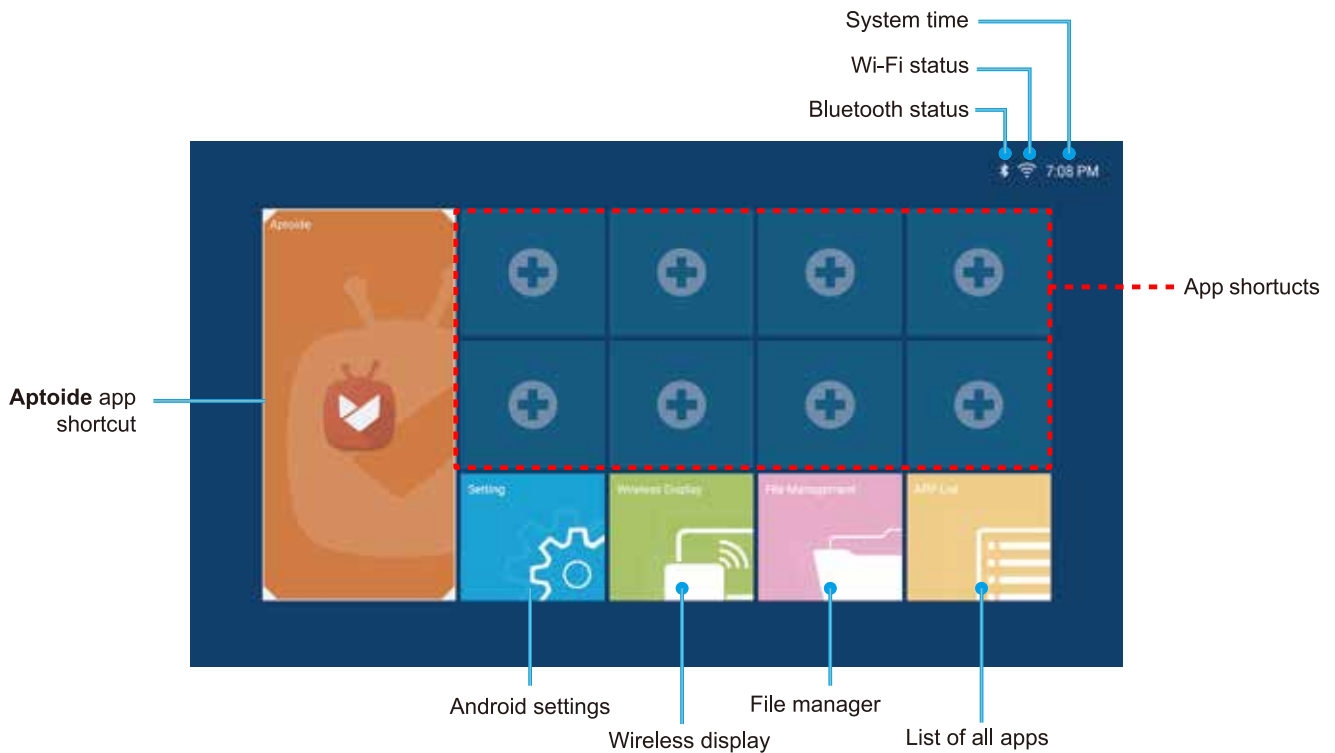 System time
Wi-Fi status
Bluetooth status
7:08 PM
Aptoide
App shortucts
Aptoide app
shortcut
Setting
Wireless Display
File Management
APP List
Android settings
File manager
Wireless display
List of all apps